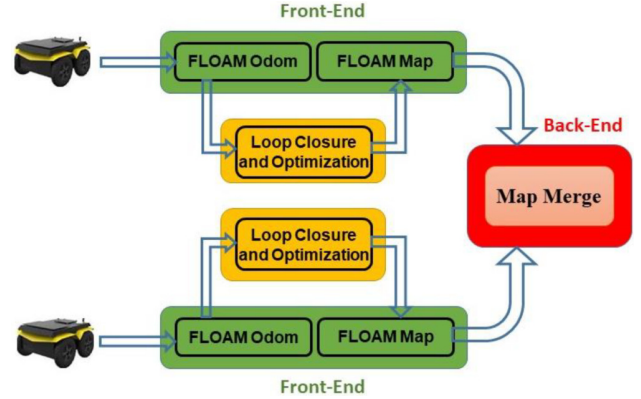 Front-End
FLOAM Odom
FLOAM Map
Loop Closure
and Optimization
Back-End
Map Merge
Loop Closure
and Optimization
FLOAM Odom
FLOAM Map
Front-End